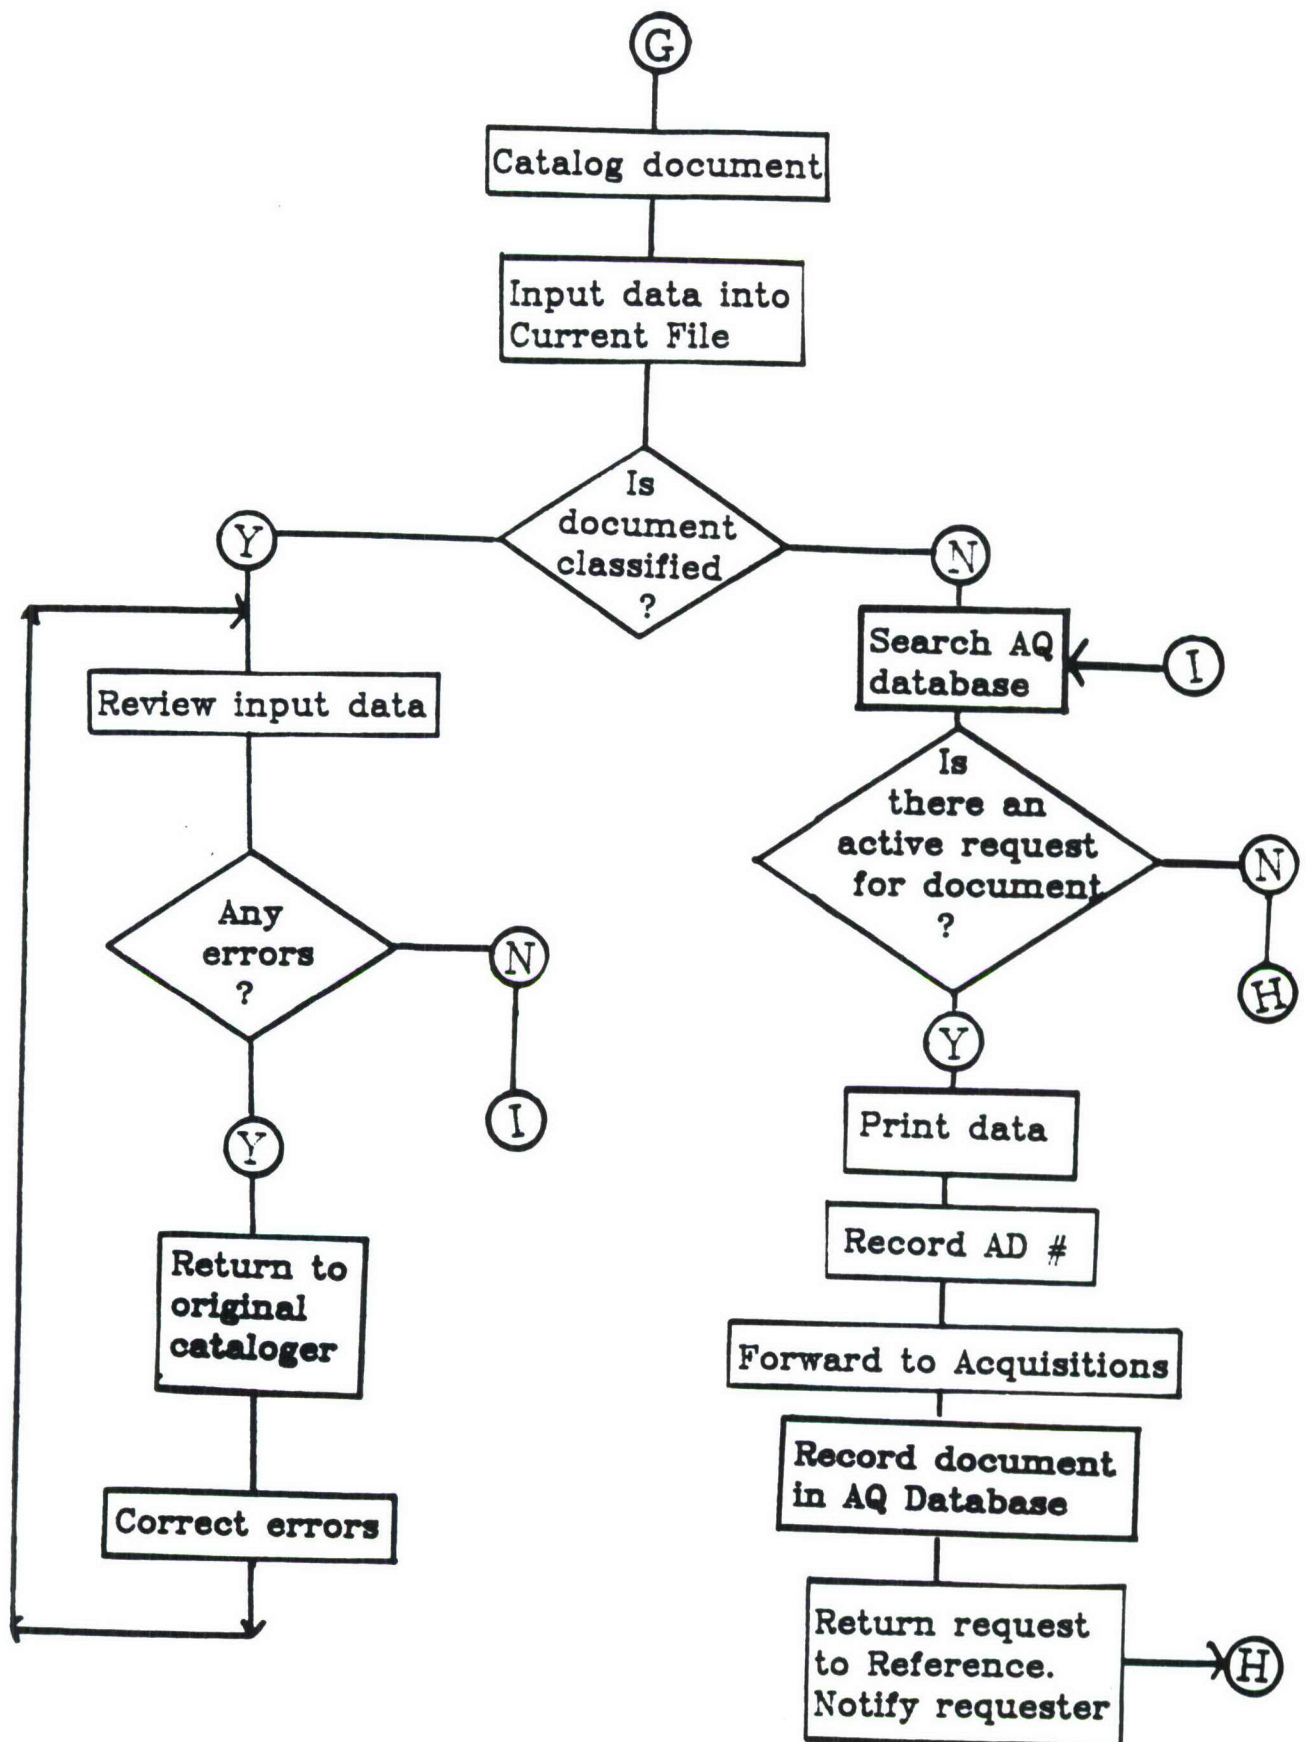 G
Catalog document
Input data into
Current File
Is
document
classified
?
Y
N
Search AQ
database
I
Review input data
Is
there an
active request
for document
?
N
H
Any
errors
?
N
I
Y
Y
Print data
Record AD #
Return to
original
cataloger
Forward to Acquisitions
Record document
in AQ Database
Correct errors
Return request
to Reference.
Notify requester
H